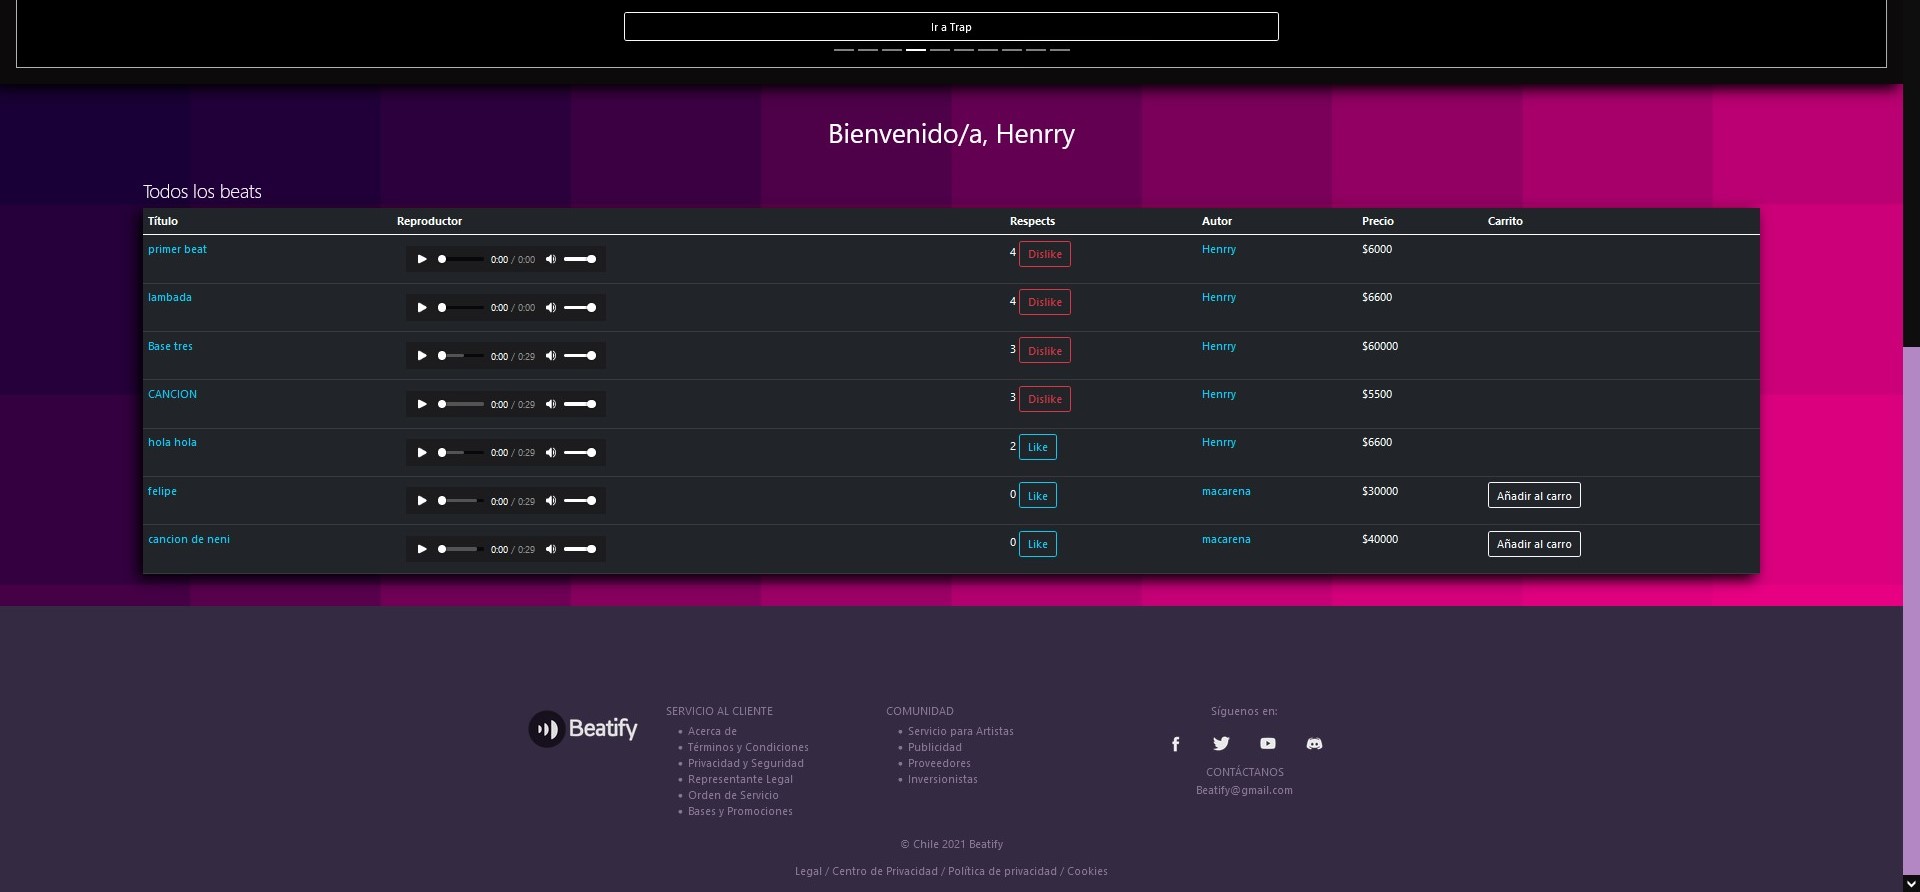 Ir a Trap
Bienvenido/a, Henrry
Todos los beats
Título Reproductor Respects Autor Precio Carrito
primer beat 0:00 / 0:00 4 Dislike Henrry $6000
lambada 0:00 / 0:00 4 Dislike Henrry $6600
Base tres 0:00 / 0:29 3 Dislike Henrry $60000
CANCION 0:00 / 0:29 3 Dislike Henrry $5500
hola hola 0:00 / 0:29 2 Like Henrry $6600
felipe 0:00 / 0:29 0 Like macarena $30000 Añadir al carro
cancion de neni 0:00 / 0:29 0 Like macarena $40000 Añadir al carro
Beatify
SERVICIO AL CLIENTE
Acerca de
Términos y Condiciones
Privacidad y Seguridad
Representante Legal
Orden de Servicio
Bases y Promociones
COMUNIDAD
Servicio para Artistas
Publicidad
Proveedores
Inversionistas
Síguenos en:
CONTÁCTANOS
Beatify@gmail.com
© Chile 2021 Beatify
Legal / Centro de Privacidad / Política de privacidad / Cookies